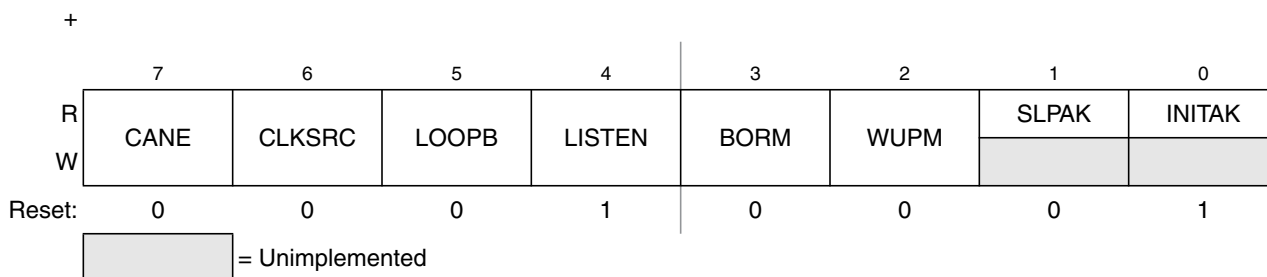 +
7 6 5 4 3 2 1 0
R
W
CANE CLKSRC LOOPB LISTEN BORM WUPM SLPAK INITAK
Reset: 0 0 0 1 0 0 0 1
= Unimplemented